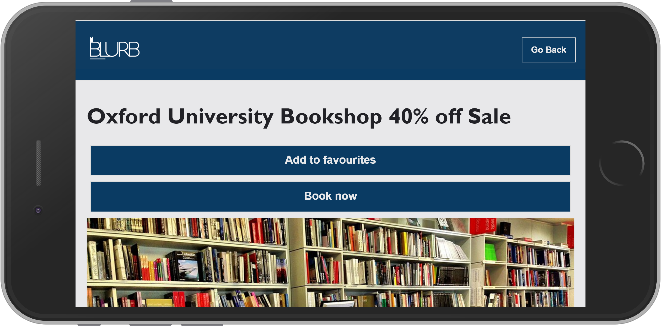 BLURB
Go Back
Oxford University Bookshop 40% off Sale
Add to favourites
Book now